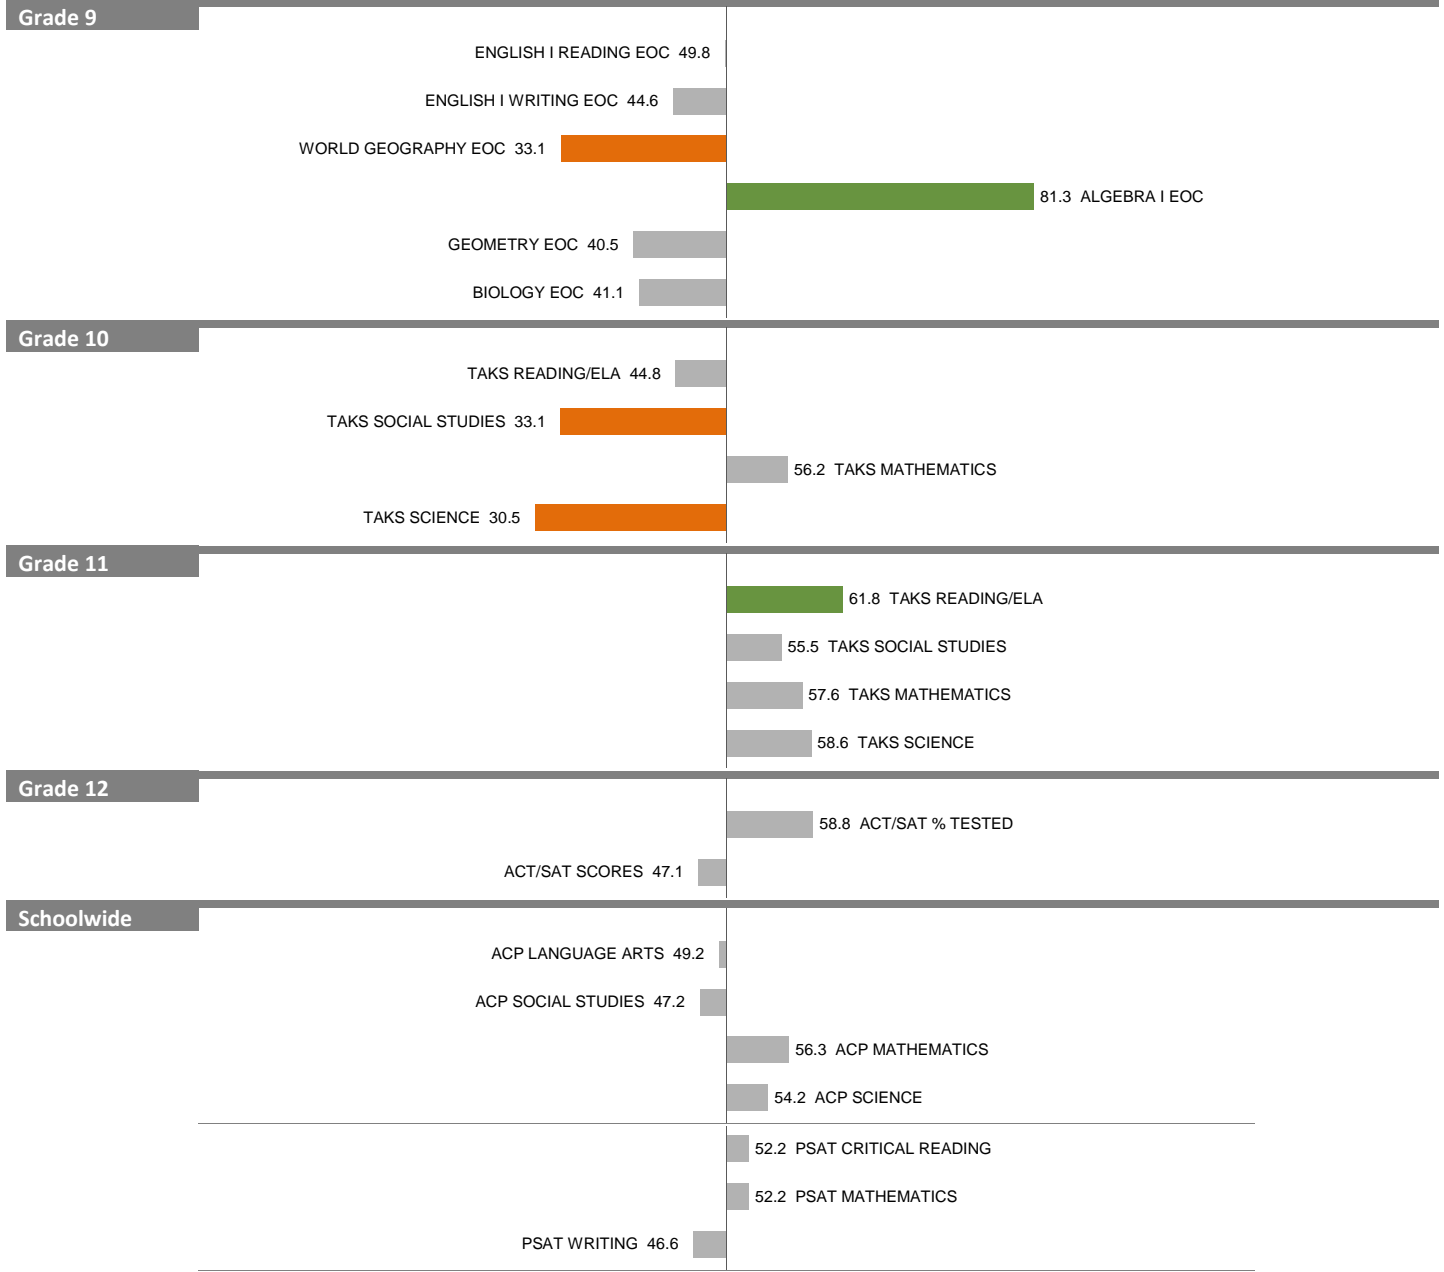 Grade 9
ENGLISH I READING EOC 49.8
ENGLISH I WRITING EOC 44.6
WORLD GEOGRAPHY EOC 33.1
81.3 ALGEBRA I EOC
GEOMETRY EOC 40.5
BIOLOGY EOC 41.1
Grade 10
TAKS READING/ELA 44.8
TAKS SOCIAL STUDIES 33.1
56.2 TAKS MATHEMATICS
TAKS SCIENCE 30.5
Grade 11
61.8 TAKS READING/ELA
55.5 TAKS SOCIAL STUDIES
57.6 TAKS MATHEMATICS
58.6 TAKS SCIENCE
Grade 12
58.8 ACT/SAT % TESTED
ACT/SAT SCORES 47.1
Schoolwide
ACP LANGUAGE ARTS 49.2
ACP SOCIAL STUDIES 47.2
56.3 ACP MATHEMATICS
54.2 ACP SCIENCE
52.2 PSAT CRITICAL READING
52.2 PSAT MATHEMATICS
PSAT WRITING 46.6